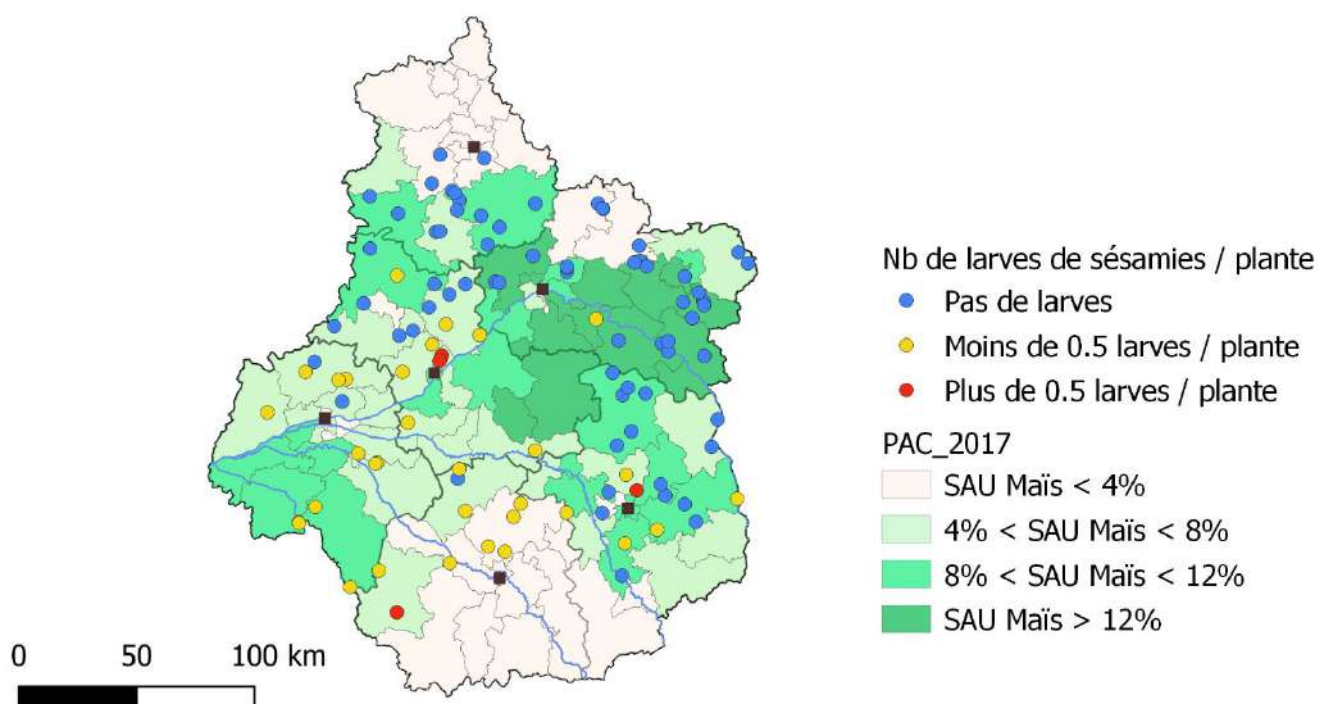 Nb de larves de sésamies / plante
Pas de larves
Moins de 0.5 larves / plante
Plus de 0.5 larves / plante
PAC_2017
SAU Maïs < 4%
4% < SAU Maïs < 8%
8% < SAU Maïs < 12%
SAU Maïs > 12%
0 50 100 km